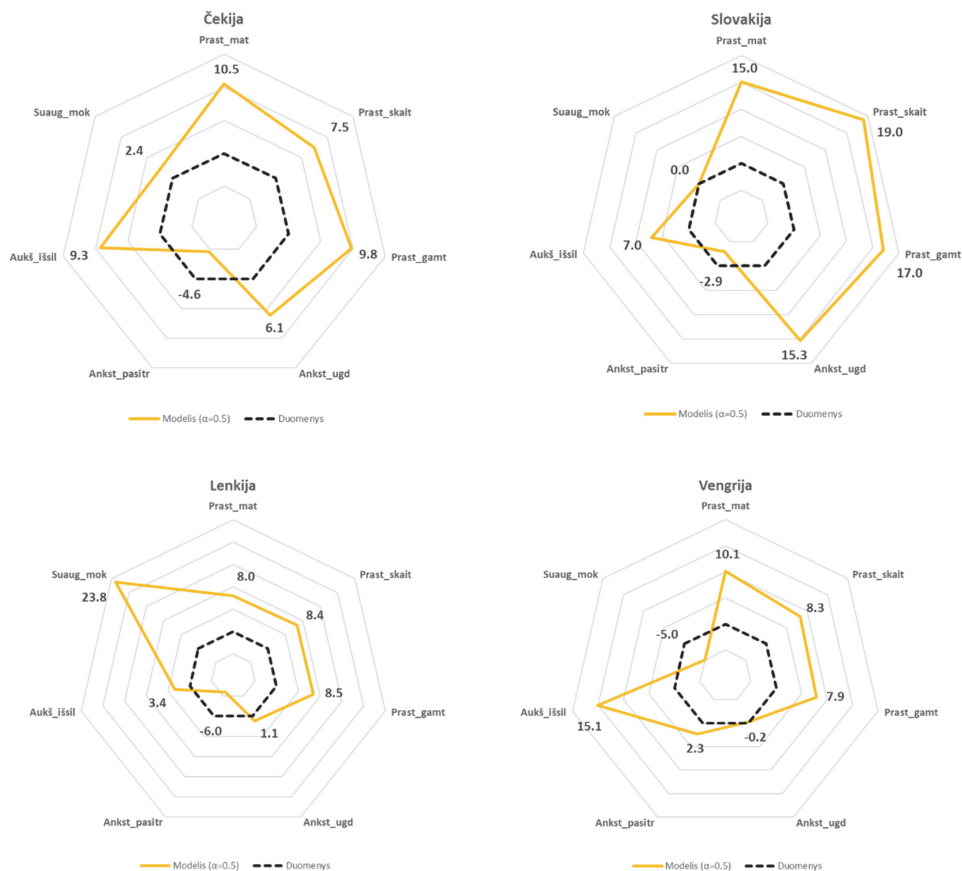 Čekija
Prast_mat
10.5
Suaug_mok
Prast_skait
7.5
2.4
Aukš_išsil
9.3
9.8
Prast_gamt
-4.6
6.1
Ankst_pasitr
Ankst_ugd
Modelis (α=0.5)
Duomenys
Slovakija
Prast_mat
15.0
Suaug_mok
Prast_skait
19.0
0.0
7.0
Aukš_išsil
Prast_gamt
17.0
-2.9
15.3
Ankst_pasitr
Ankst_ugd
Modelis (α=0.5)
Duomenys
Lenkija
Prast_mat
8.0
Suaug_mok
23.8
Prast_skait
8.4
8.5
3.4
Aukš_išsil
Prast_gamt
-6.0
1.1
Ankst_pasitr
Ankst_ugd
Modelis (α=0.5)
Duomenys
Vengrija
Prast_mat
10.1
Suaug_mok
Prast_skait
8.3
-5.0
7.9
Aukš_išsil
15.1
Prast_gamt
2.3
-0.2
Ankst_pasitr
Ankst_ugd
Modelis (α=0.5)
Duomenys